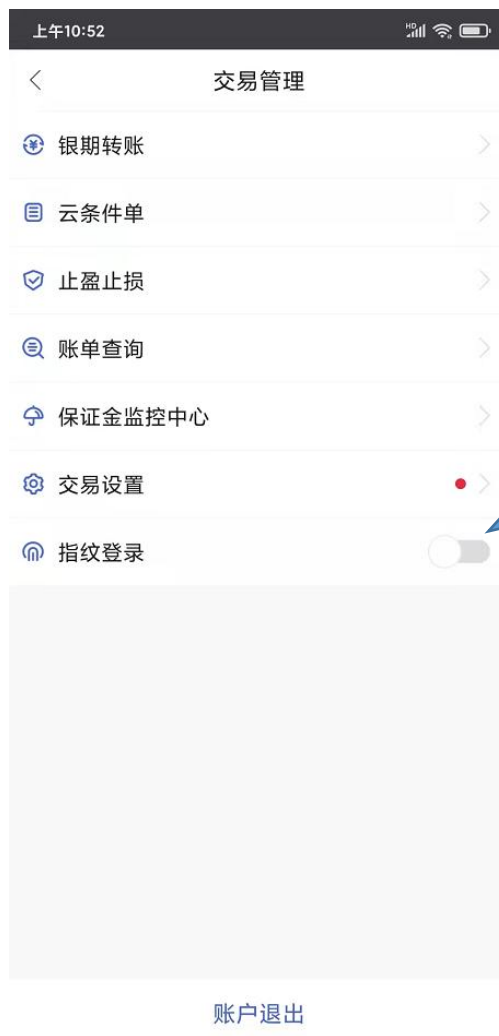 上午10:52
HD
交易管理
银期转账
云条件单
止盈止损
账单查询
保证金监控中心
交易设置
指纹登录
账户退出